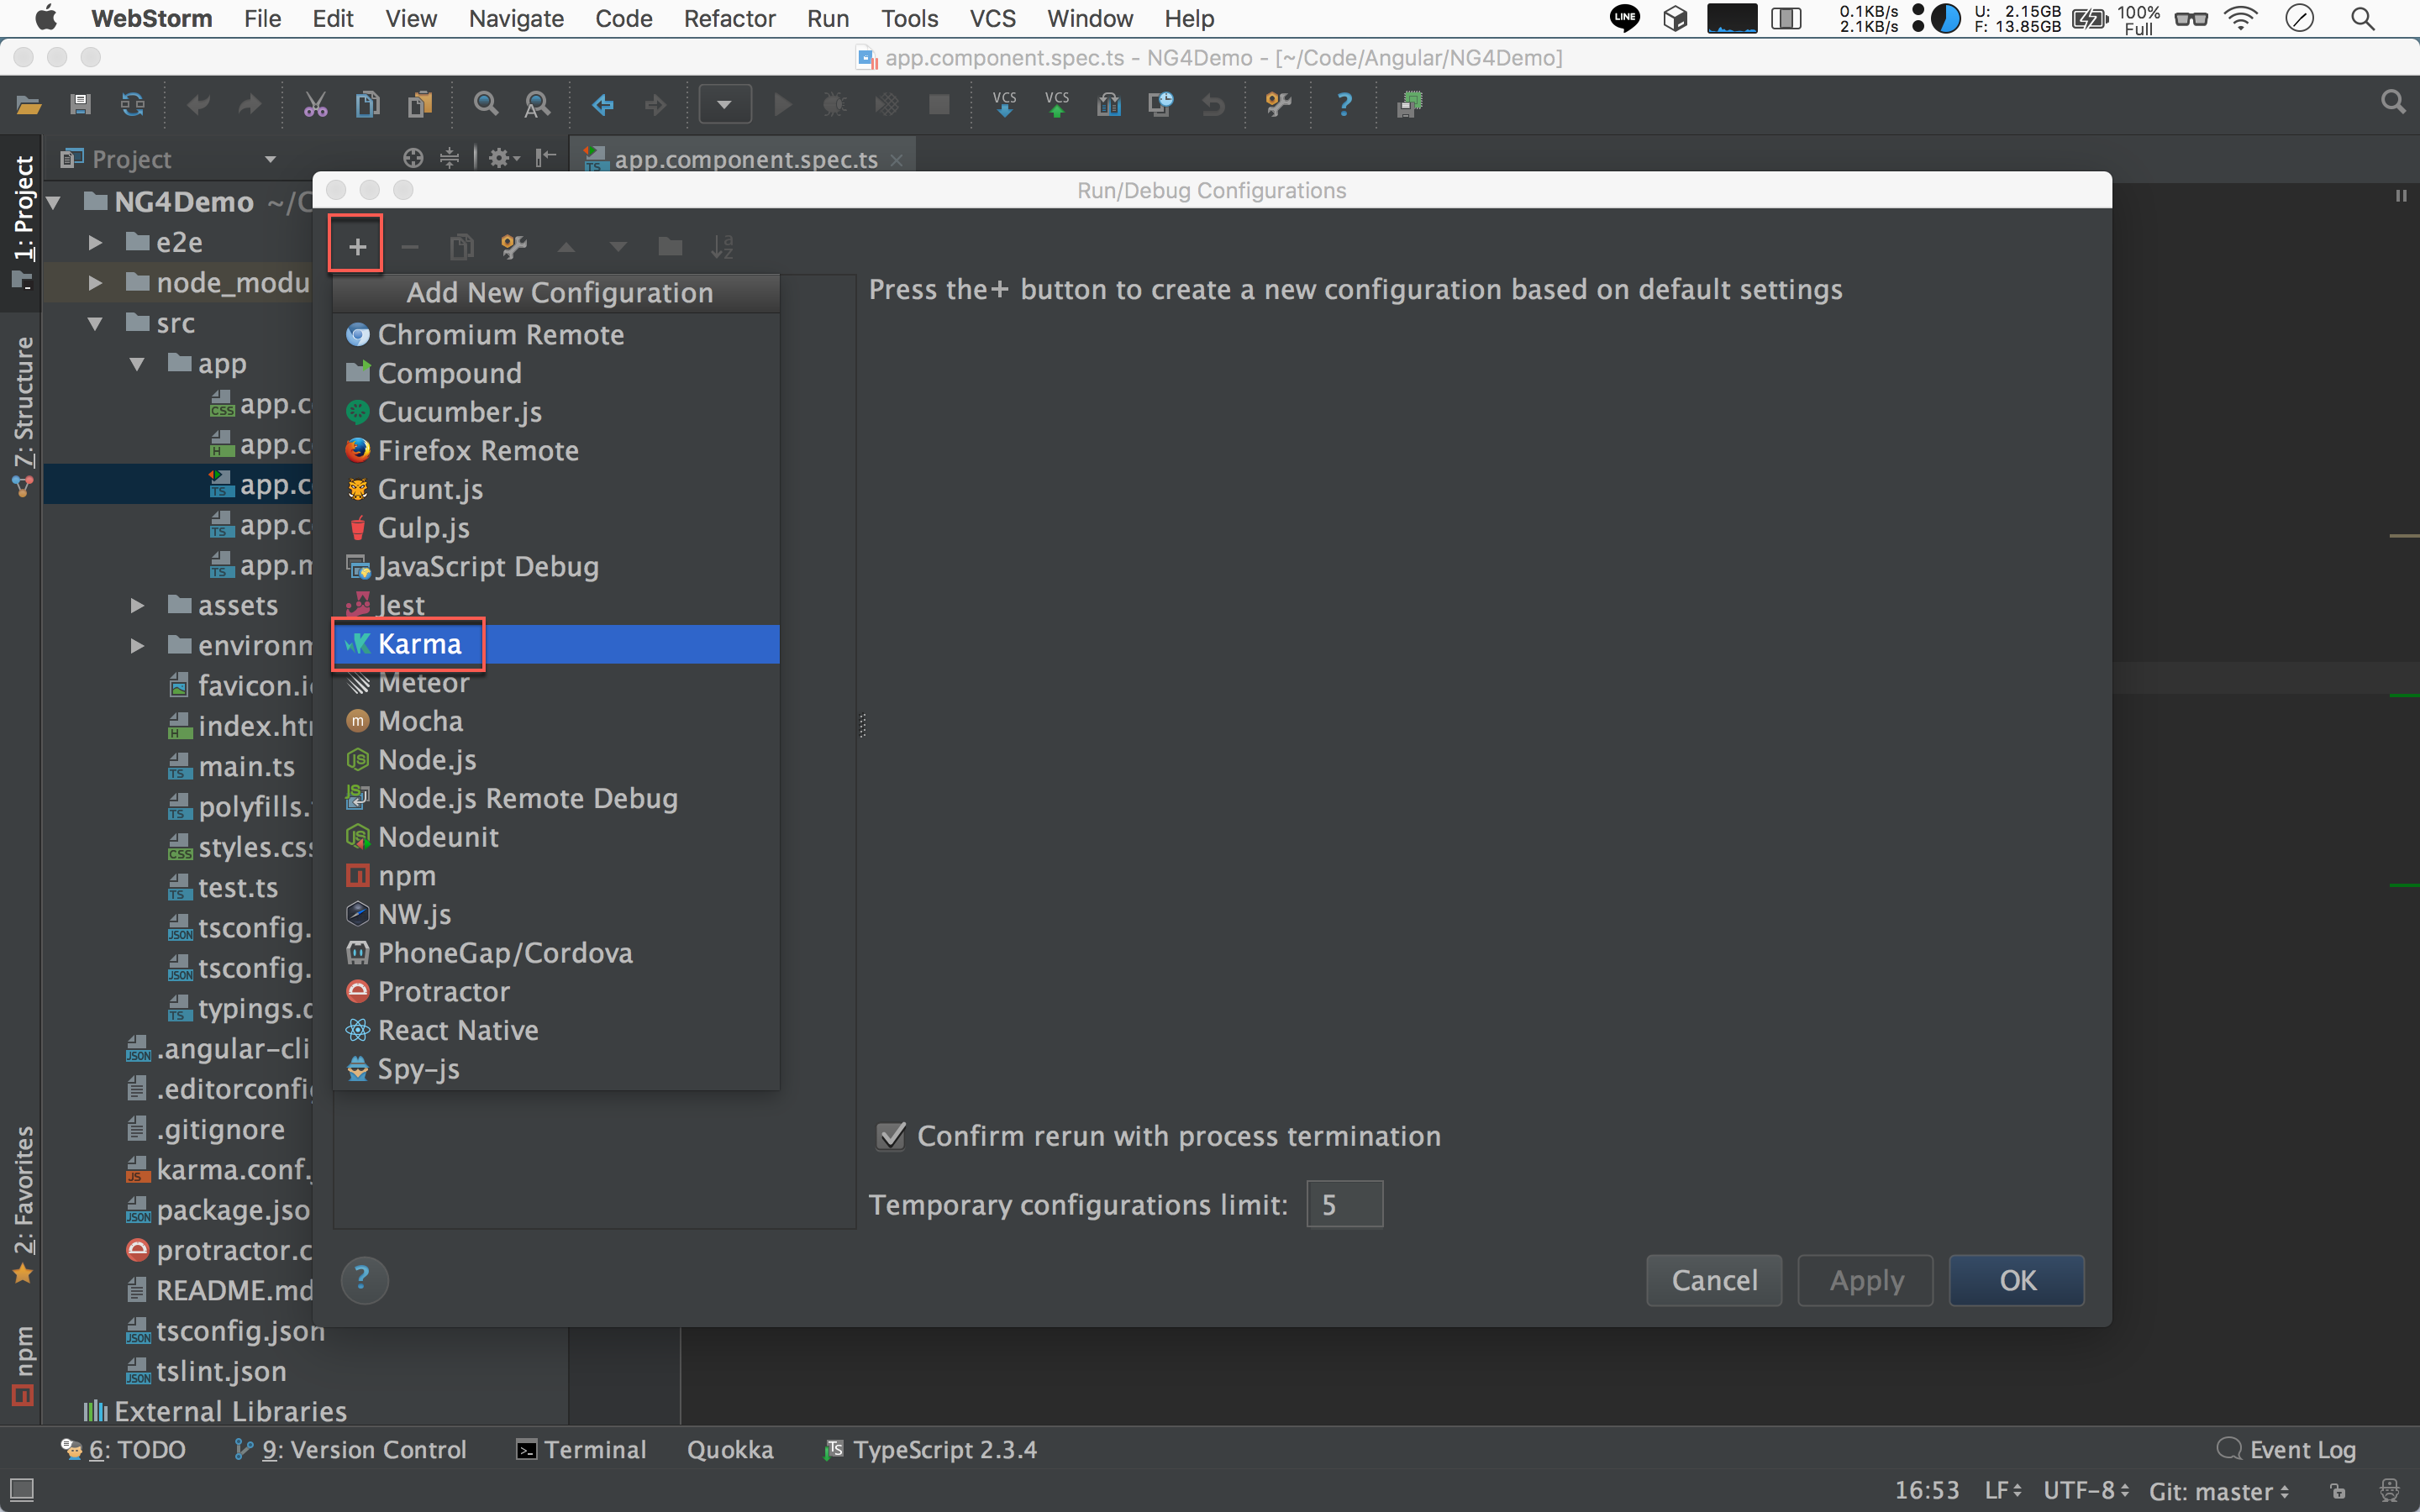 WebStorm File Edit View Navigate Code Refactor Run Tools VCS Window Help LINE 0.1KB/s 2.1KB/s U: 2.15GB F: 13.85GB 100% Full
app.component.spec.ts - NG4Demo - [~/Code/Angular/NG4Demo]
VCS VCS ?
Project app.component.spec.ts
1: Project
7: Structure
2: Favorites
npm
NG4Demo ~/C
e2e
node_modu
src
app
app.c
app.c
app.c
app.c
app.m
assets
environm
favicon.i
index.ht
main.ts
polyfills.
styles.css
test.ts
tsconfig.
tsconfig.
typings.d
.angular-cli
.editorconfi
.gitignore
karma.conf.
package.jso
protractor.c
README.md
tsconfig.json
tslint.json
External Libraries
Run/Debug Configurations
Add New Configuration
Chromium Remote
Compound
Cucumber.js
Firefox Remote
Grunt.js
Gulp.js
JavaScript Debug
Jest
Karma
Meteor
Mocha
Node.js
Node.js Remote Debug
Nodeunit
npm
NW.js
PhoneGap/Cordova
Protractor
React Native
Spy-js
Press the+ button to create a new configuration based on default settings
Confirm rerun with process termination
Temporary configurations limit: 5
? Cancel Apply OK
6: TODO 9: Version Control Terminal Quokka TypeScript 2.3.4 Event Log
16:53 LF UTF-8 Git: master